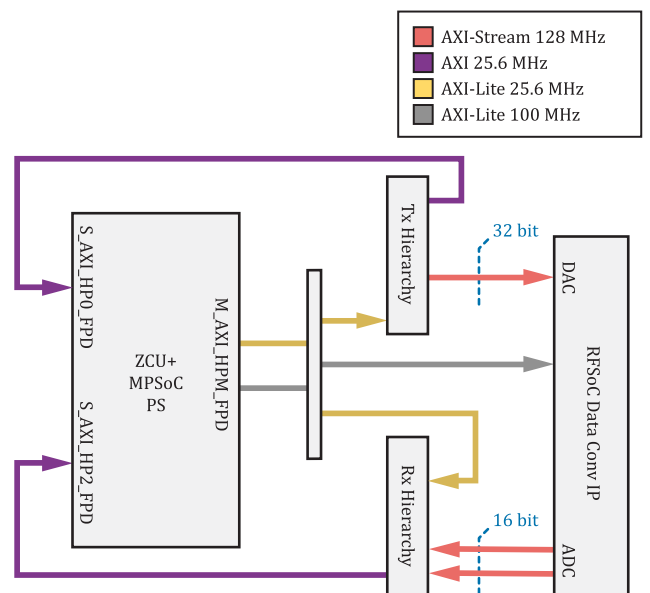 AXI-Stream 128 MHz
AXI 25.6 MHz
AXI-Lite 25.6 MHz
AXI-Lite 100 MHz
Tx Hierarchy
32 bit
S_AXI_HP0_FPD
DAC
M_AXI_HPM_FPD
ZCU+
MPSoC
PS
RFSoC Data Conv IP
S_AXI_HP2_FPD
Rx Hierarchy
16 bit
ADC